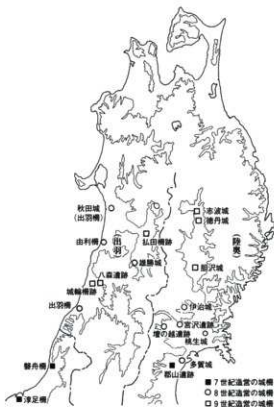 秋田城
(出羽柵)
志波城
徳丹城
由利柵
出羽
払田柵跡
陸奥
雄勝城
八森遺跡
胆沢城
城輪柵跡
出羽柵
伊治城
宮沢遺跡
壇の越遺跡
桃生城
多賀城
磐舟柵
郡山遺跡
渟足柵
■ 7世紀造営の城柵
○ 8世紀造営の城柵
□ 9世紀造営の城柵